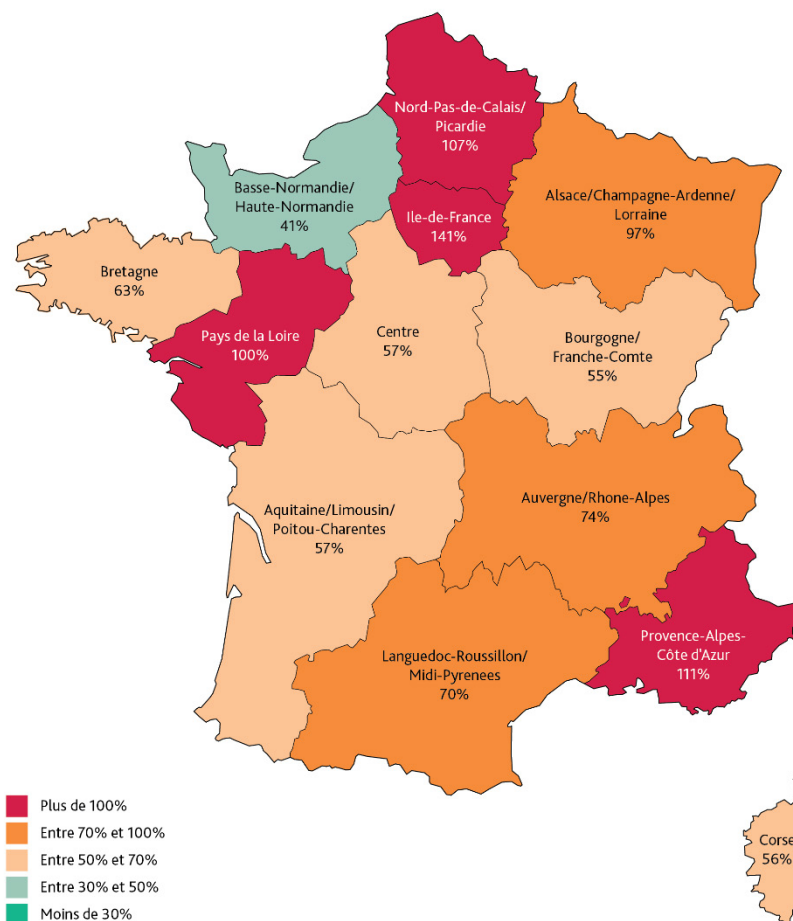 Nord-Pas-de-Calais/
Picardie
107%
Basse-Normandie/
Haute-Normandie
41%
Ile-de-France
141%
Alsace/Champagne-Ardenne/
Lorraine
97%
Bretagne
63%
Pays de la Loire
100%
Centre
57%
Bourgogne/
Franche-Comte
55%
Aquitaine/Limousin/
Poitou-Charentes
57%
Auvergne/Rhone-Alpes
74%
Languedoc-Roussillon/
Midi-Pyrenees
70%
Provence-Alpes-
Côte d'Azur
111%
Plus de 100%
Entre 70% et 100%
Entre 50% et 70%
Entre 30% et 50%
Moins de 30%
Corse
56%